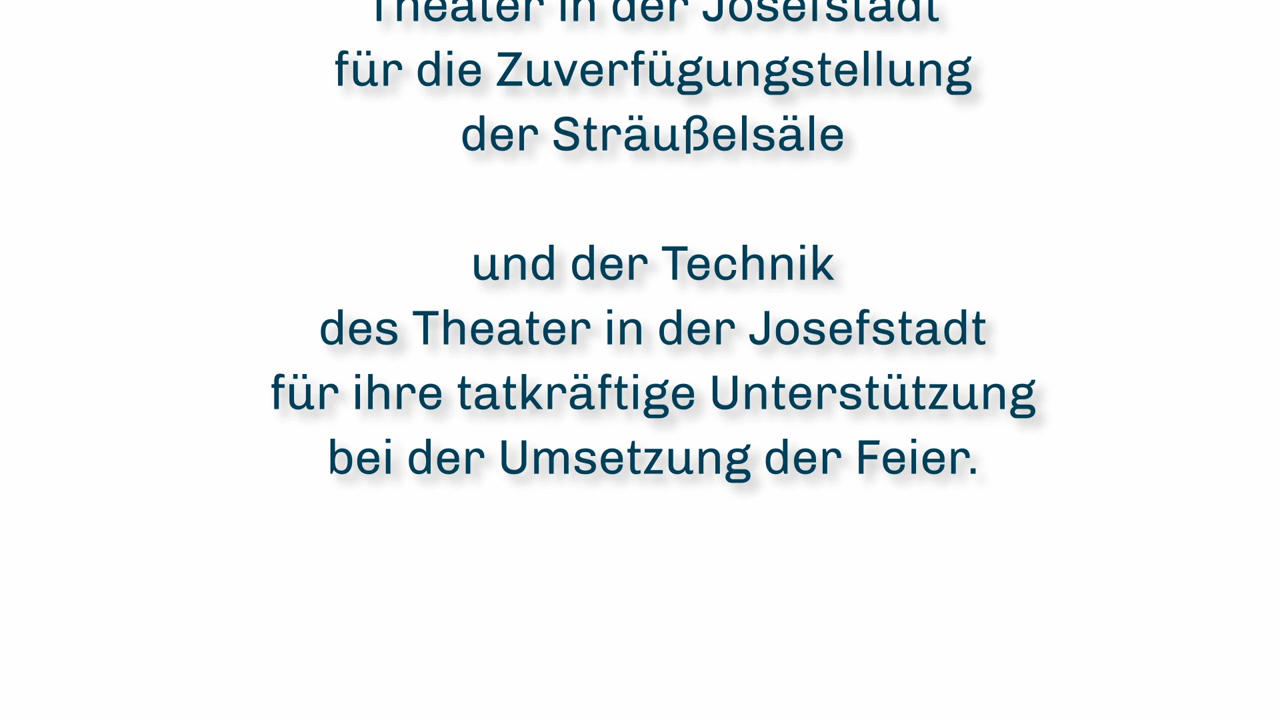 Theater in der Josefstadt
für die Zuverfügungstellung
der Sträußelsäle
und der Technik
des Theater in der Josefstadt
für ihre tatkräftige Unterstützung
bei der Umsetzung der Feier.